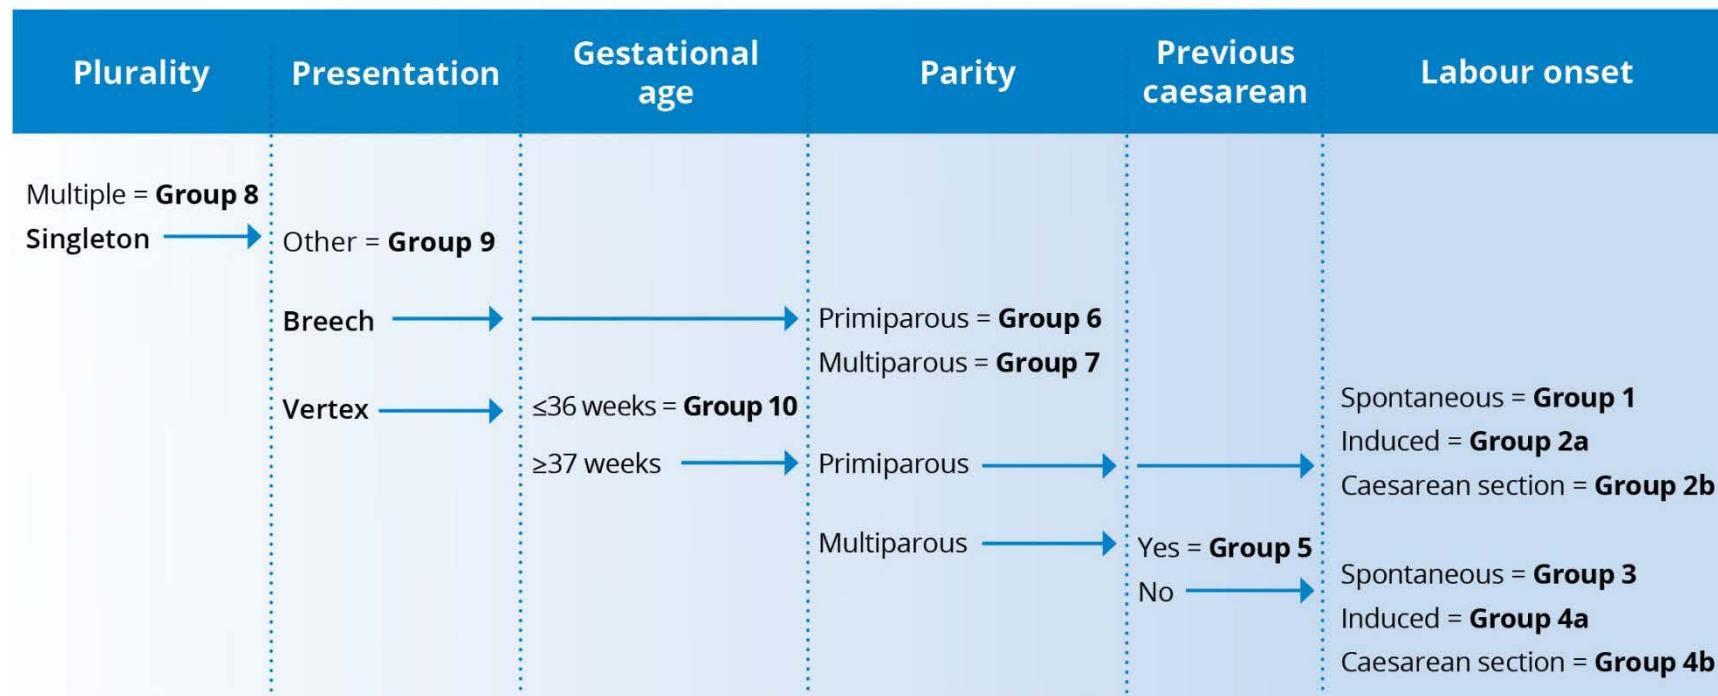 Plurality
Presentation
Gestational
age
Parity
Previous
caesarean
Labour onset
Multiple = Group 8
Singleton
Other = Group 9
Breech
Vertex
≤36 weeks = Group 10
≥37 weeks
Primiparous = Group 6
Multiparous = Group 7
Primiparous
Multiparous
Yes = Group 5
No
Spontaneous = Group 1
Induced = Group 2a
Caesarean section = Group 2b
Spontaneous = Group 3
Induced = Group 4a
Caesarean section = Group 4b